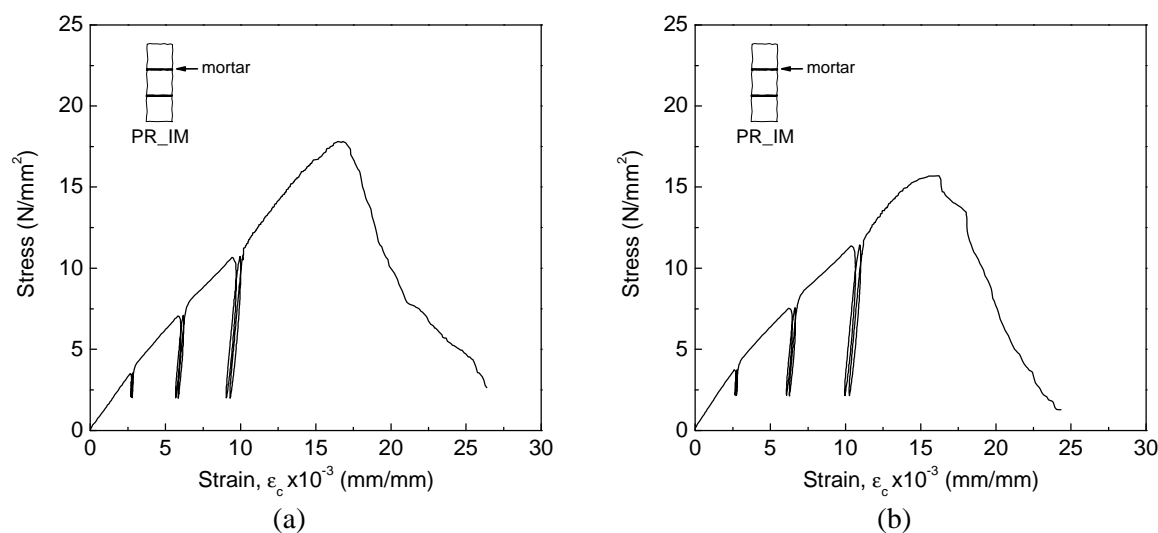 25
20
15
10
5
0
Stress (N/mm²)
mortar
PR_IM
0 5 10 15 20 25 30
Strain, εc x10⁻³ (mm/mm)
(a)
25
20
15
10
5
0
Stress (N/mm²)
mortar
PR_IM
0 5 10 15 20 25 30
Strain, εc x10⁻³ (mm/mm)
(b)